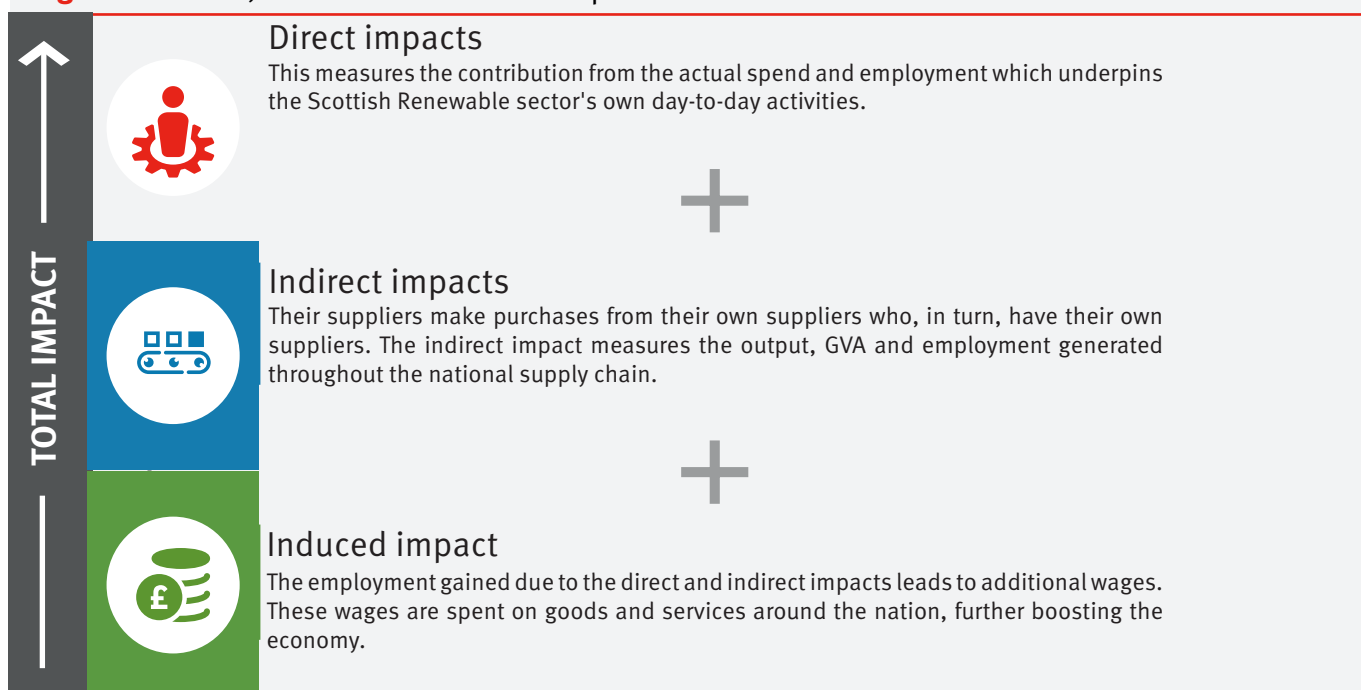 Direct impacts
This measures the contribution from the actual spend and employment which underpins
the Scottish Renewable sector's own day-to-day activities.
+
TOTAL IMPACT
Indirect impacts
Their suppliers make purchases from their own suppliers who, in turn, have their own
suppliers. The indirect impact measures the output, GVA and employment generated
throughout the national supply chain.
+
Induced impact
£
The employment gained due to the direct and indirect impacts leads to additional wages.
These wages are spent on goods and services around the nation, further boosting the
economy.